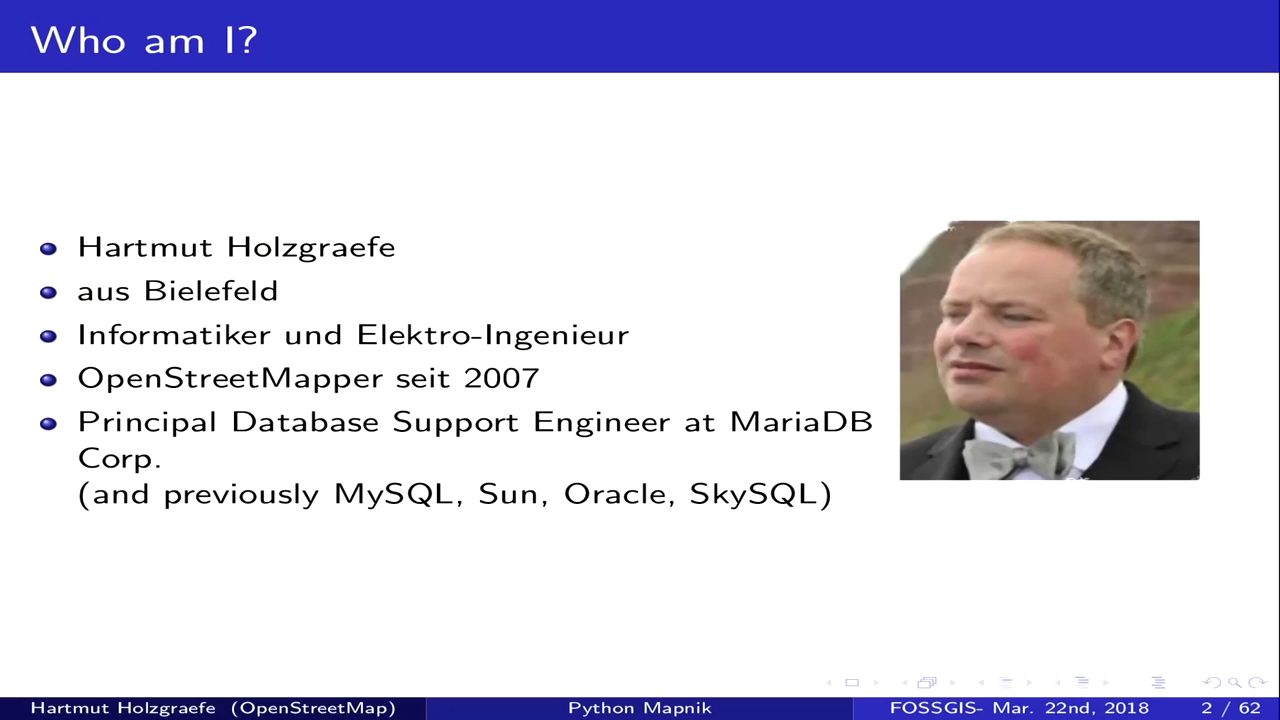 Who am I?
Hartmut Holzgraefe
aus Bielefeld
Informatiker und Elektro-Ingenieur
OpenStreetMapper seit 2007
Principal Database Support Engineer at MariaDB
Corp.
(and previously MySQL, Sun, Oracle, SkySQL)
Hartmut Holzgraefe (OpenStreetMap)
Python Mapnik
FOSSGIS- Mar. 22nd, 2018
2 / 62